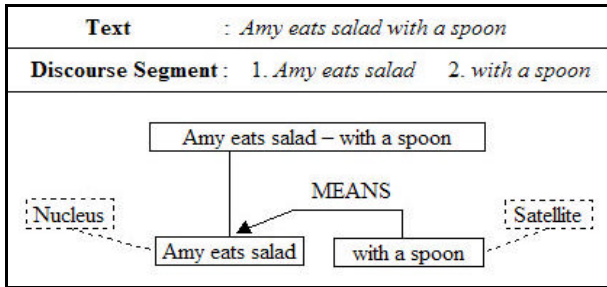 Text : Amy eats salad with a spoon
Discourse Segment : 1. Amy eats salad 2. with a spoon
Amy eats salad – with a spoon
MEANS
Nucleus
Satellite
Amy eats salad
with a spoon